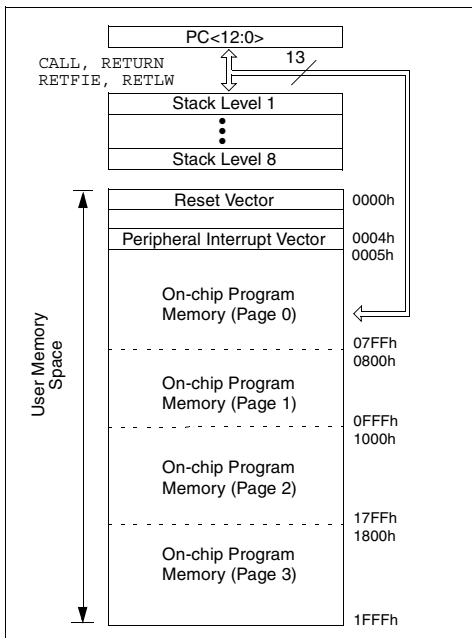 PC<12:0>
CALL, RETURN
RETFIE, RETLW
13
Stack Level 1
Stack Level 8
Reset Vector
0000h
Peripheral Interrupt Vector
0004h
0005h
On-chip Program
Memory (Page 0)
07FFh
0800h
On-chip Program
Memory (Page 1)
0FFFh
1000h
On-chip Program
Memory (Page 2)
17FFh
1800h
On-chip Program
Memory (Page 3)
1FFFh
User Memory
Space